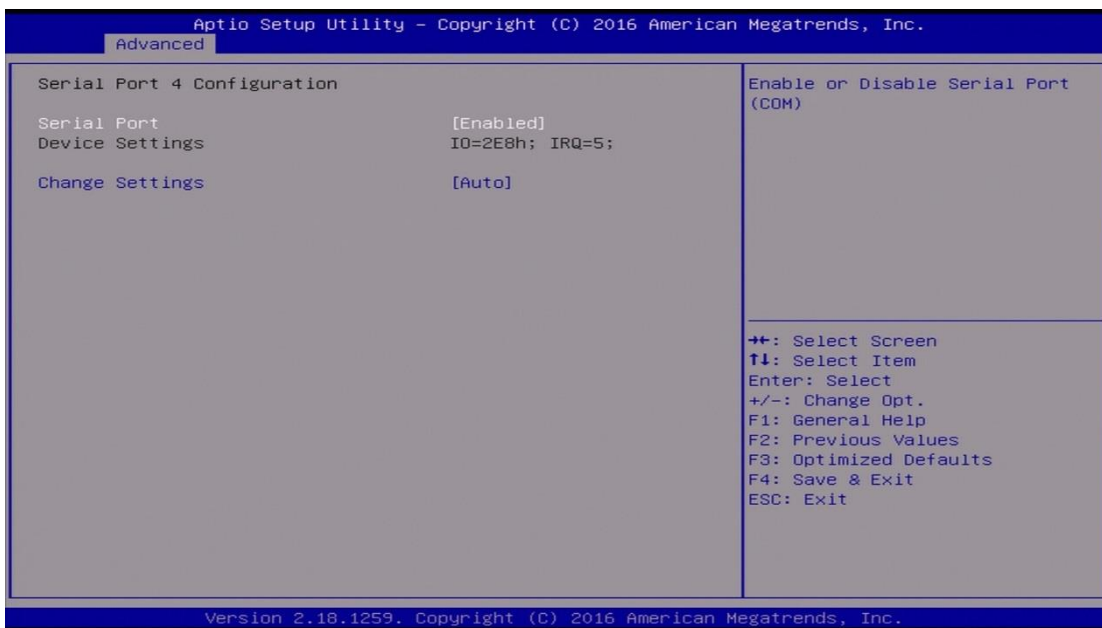 Aptio Setup Utility – Copyright (C) 2016 American Megatrends, Inc.
Advanced
Serial Port 4 Configuration
Serial Port [Enabled]
Device Settings IO=2E8h; IRQ=5;
Change Settings [Auto]
Enable or Disable Serial Port
(COM)
→←: Select Screen
↑↓: Select Item
Enter: Select
+/-: Change Opt.
F1: General Help
F2: Previous Values
F3: Optimized Defaults
F4: Save & Exit
ESC: Exit
Version 2.18.1259. Copyright (C) 2016 American Megatrends, Inc.